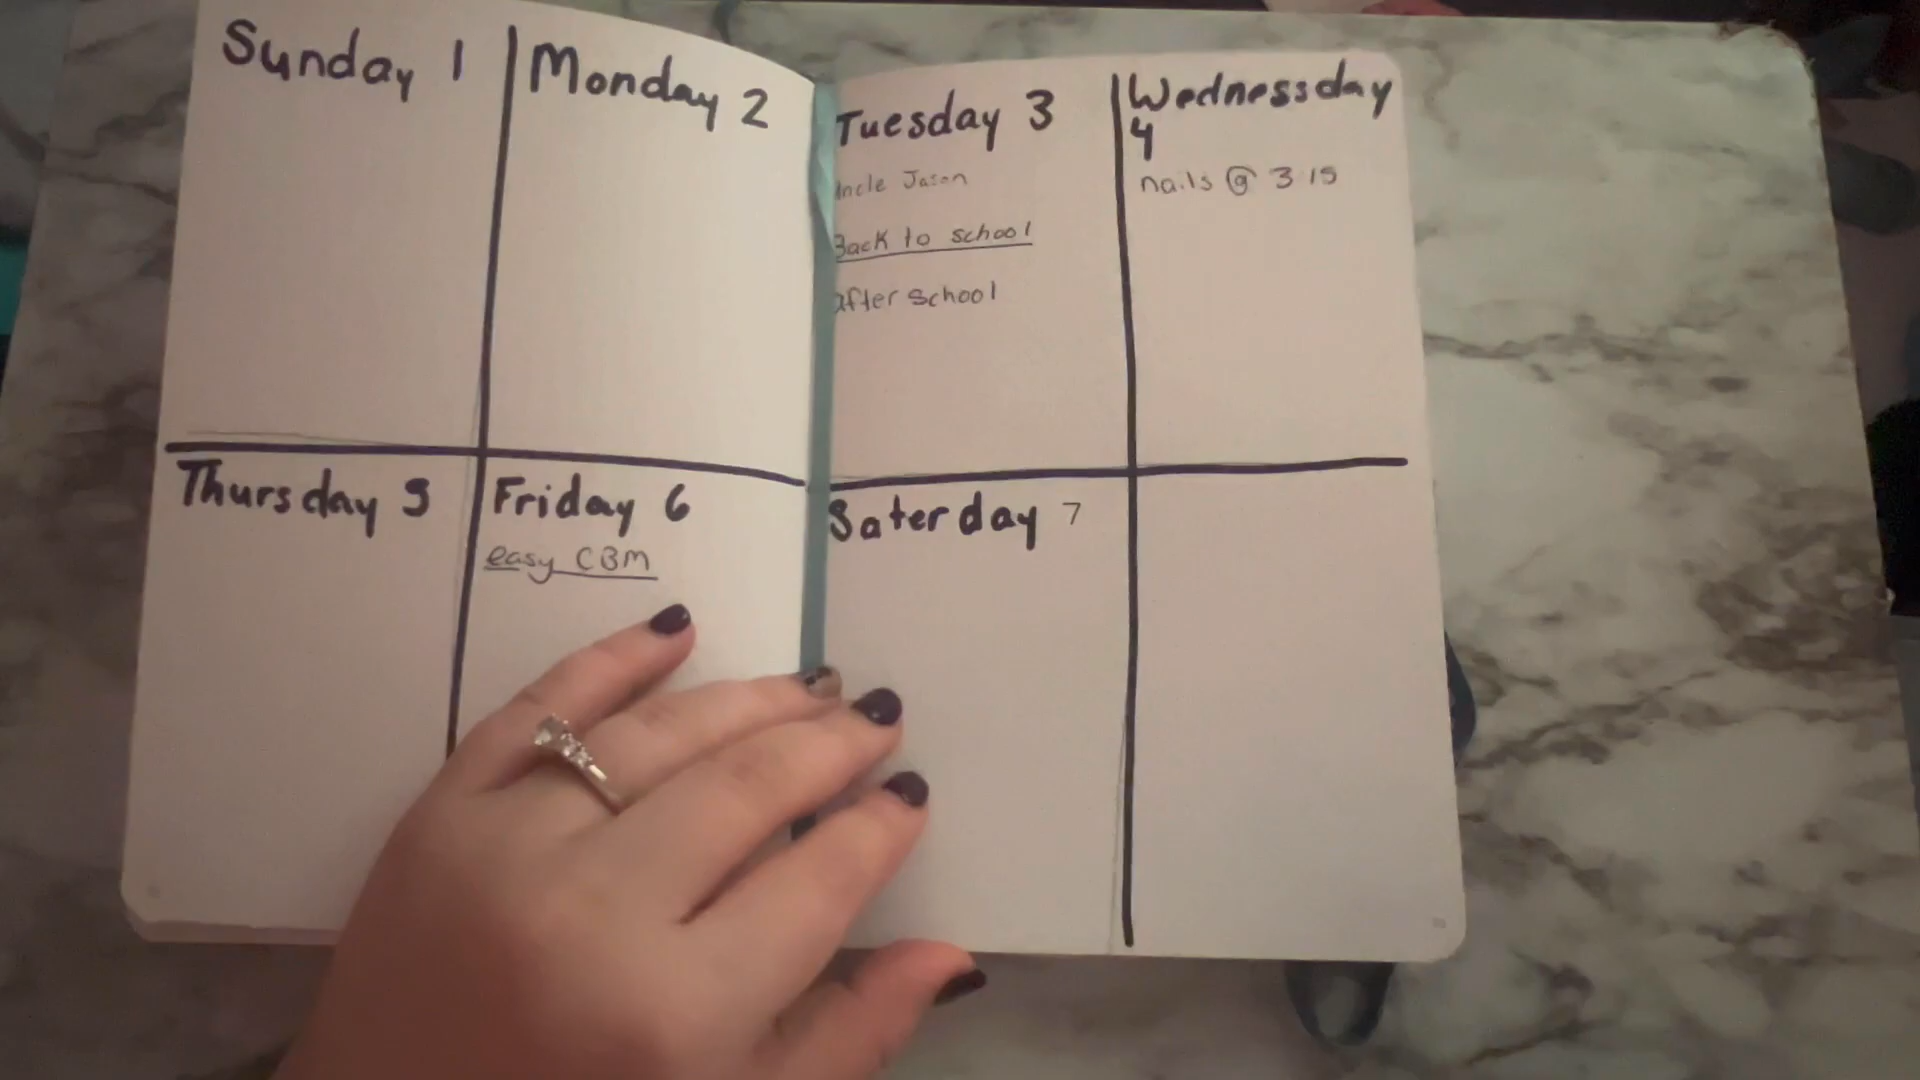 Sunday 1
Monday 2
Tuesday 3
Uncle Jason
Back to school
after school
Wednessday
4
nails @ 3:15
Thursday 5
Friday 6
easy CBM
Saterday 7